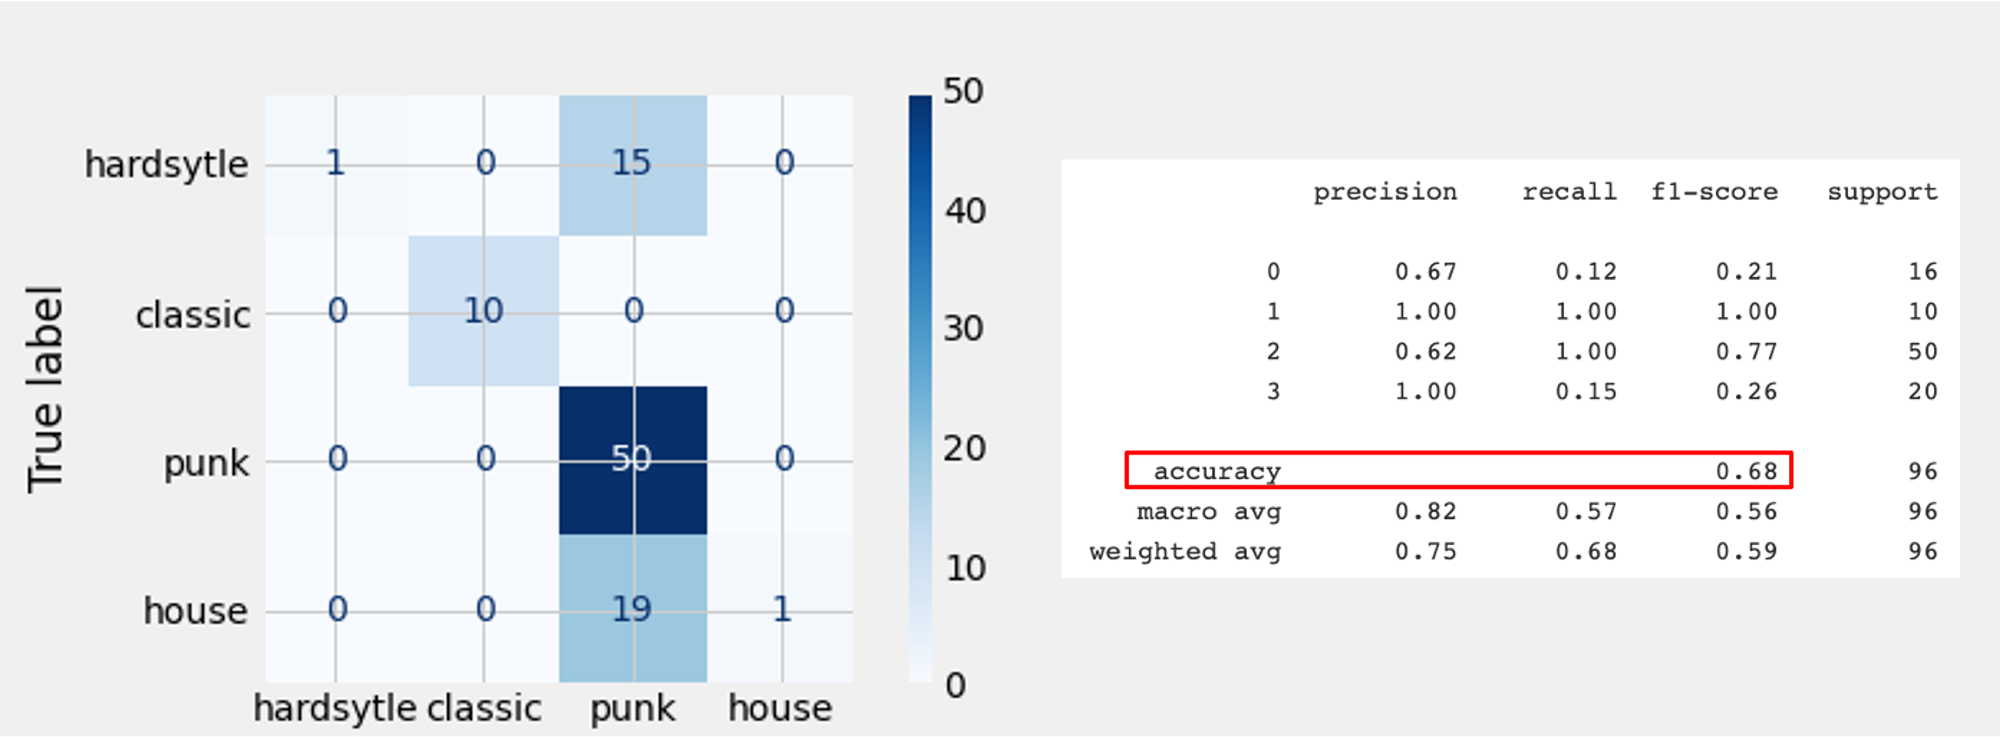 True label
hardsytle 1 0 15 0
classic 0 10 0 0
punk 0 0 50 0
house 0 0 19 1
hardsytle classic punk house
50
40
30
20
10
0
precision recall f1-score support
0 0.67 0.12 0.21 16
1 1.00 1.00 1.00 10
2 0.62 1.00 0.77 50
3 1.00 0.15 0.26 20
accuracy 0.68 96
macro avg 0.82 0.57 0.56 96
weighted avg 0.75 0.68 0.59 96